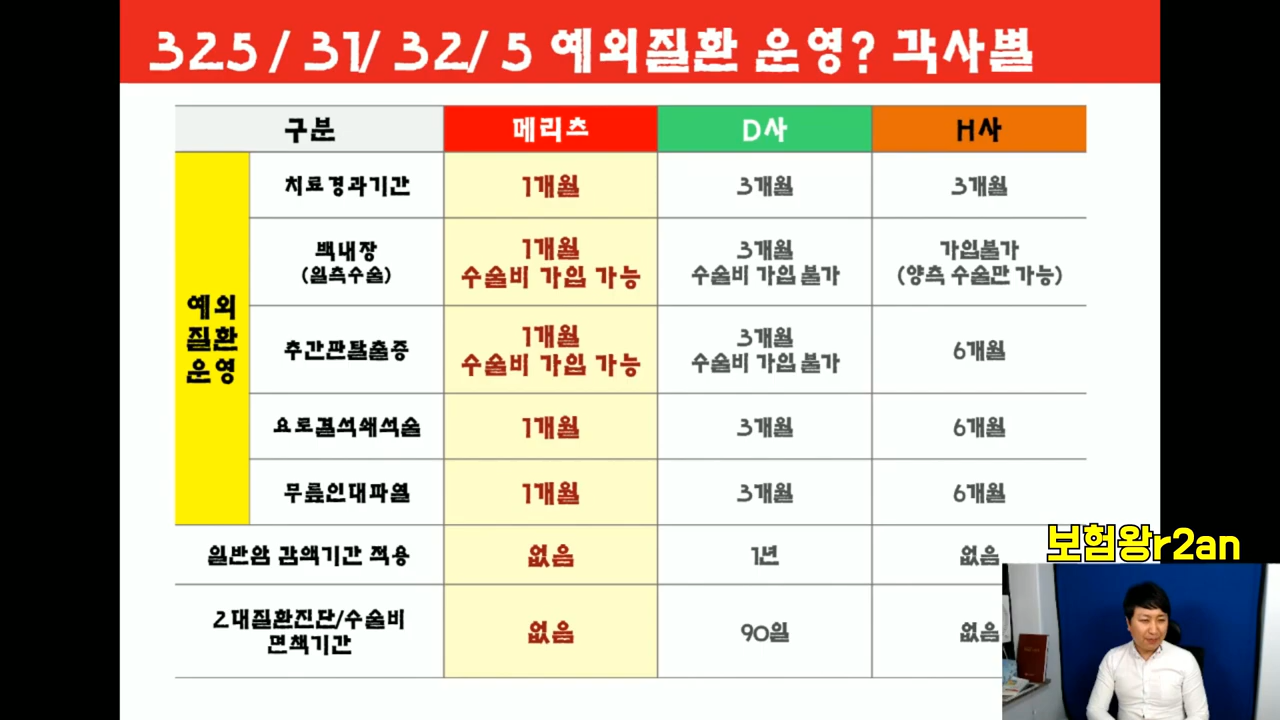 325 / 31/ 32/ 5 예외질환 운영? 각사별
구분 메리츠 D사 H사
예외
질환
운영
치료경과기간 1개월 3개월 3개월
백내장
(일측수술)
1개월
수술비 가입 가능
3개월
수술비 가입 불가
가입불가
(양측 수술만 가능)
추간판탈출증
1개월
수술비 가입 가능
3개월
수술비 가입 불가
6개월
요로결석쇄석술 1개월 3개월 6개월
무릎인대파열 1개월 3개월 6개월
일반암 감액기간 적용 없음 1년 없음
2대질환진단/수술비
면책기간
없음 90일 없음
보험왕r2an